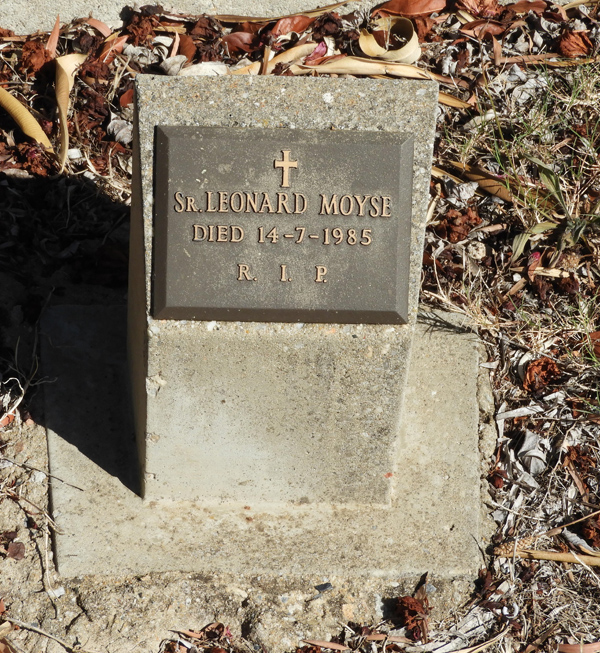 SR. LEONARD MOYSE
DIED 14-7-1985
R. I. P.